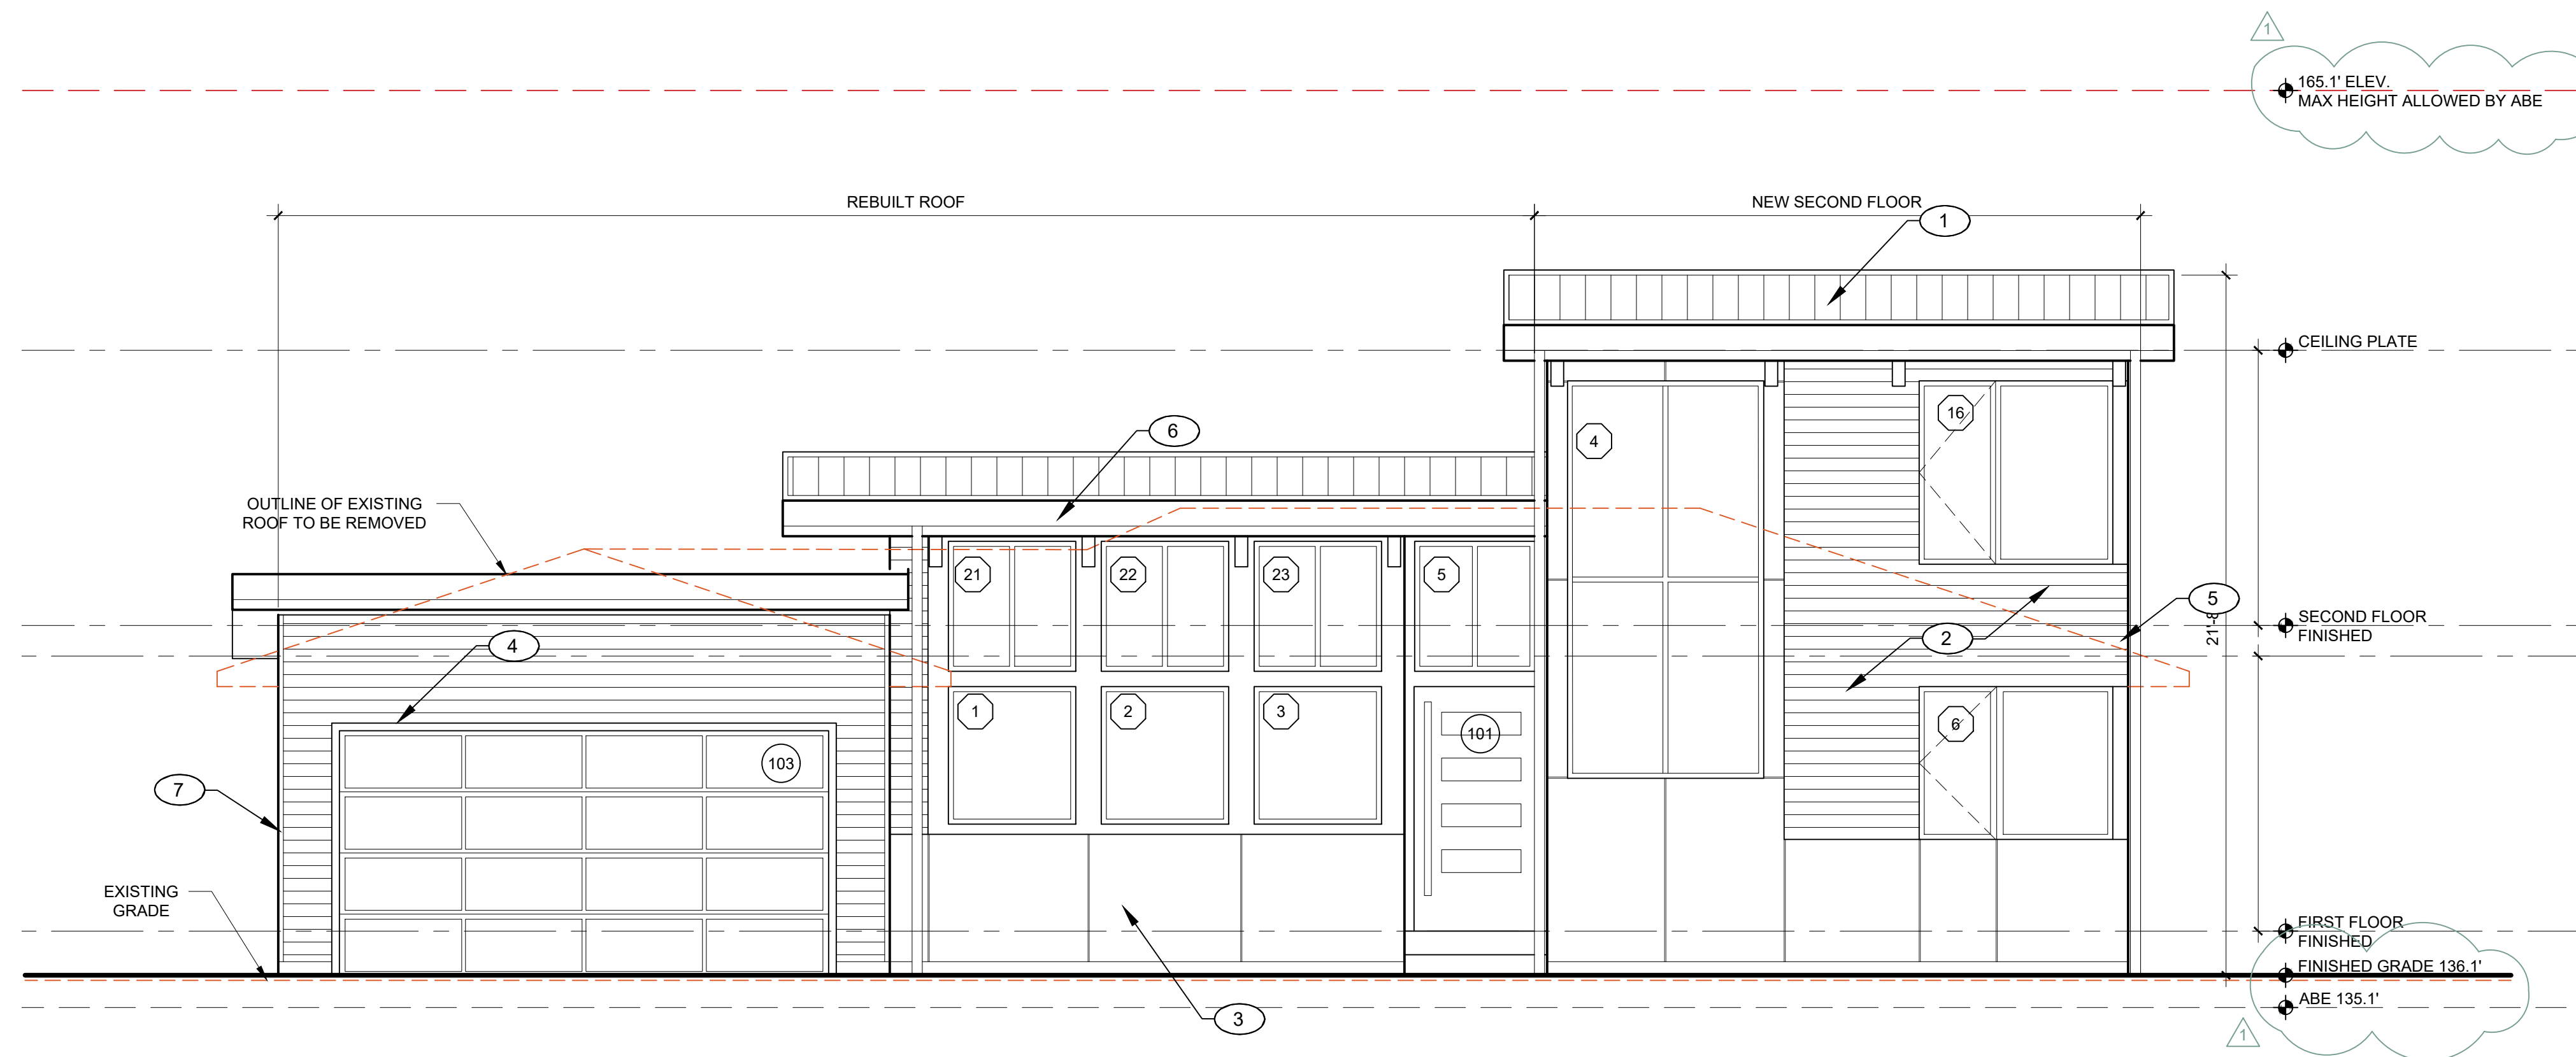 1
165.1' ELEV.
MAX HEIGHT ALLOWED BY ABE
REBUILT ROOF
NEW SECOND FLOOR
1
CEILING PLATE
16
6
4
OUTLINE OF EXISTING
ROOF TO BE REMOVED
21
22
23
5
5
SECOND FLOOR
FINISHED
21'-8
2
4
1
2
3
6
101
103
7
EXISTING
GRADE
FIRST FLOOR
FINISHED
FINISHED GRADE 136.1'
ABE 135.1'
3
1